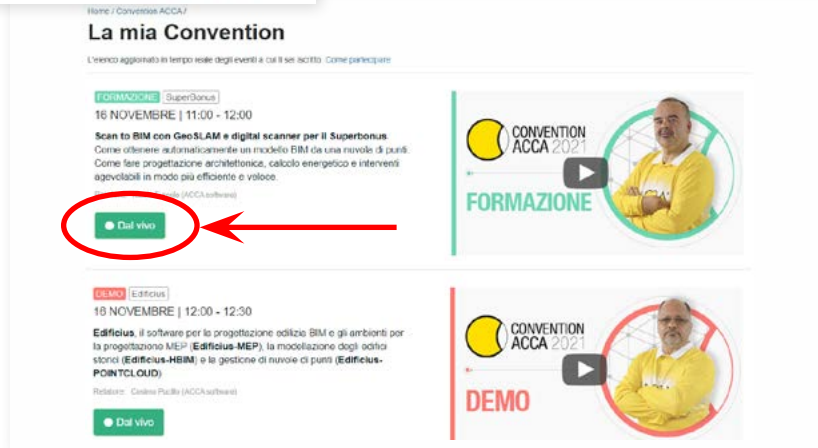 Home / Convention ACCA /
La mia Convention
L'elenco aggiornato in tempo reale degli eventi a cui ti sei iscritto. Come partecipare
FORMAZIONE SuperBonus
16 NOVEMBRE | 11:00 - 12:00
Scan to BIM con GeoSLAM e digital scanner per il Superbonus.
Come ottenere automaticamente un modello BIM da una nuvola di punti.
Come fare progettazione architettonica, calcolo energetico e interventi
agevolabili in modo più efficiente e veloce.
(ACCA software)
Dal vivo
CONVENTION
ACCA 2021
FORMAZIONE
DEMO Edificius
16 NOVEMBRE | 12:00 - 12:30
Edificius, il software per la progettazione edilizia BIM e gli ambienti per
la progettazione MEP (Edificius-MEP), la modellazione degli edifici
storici (Edificius-HBIM) e la gestione di nuvole di punti (Edificius-
POINTCLOUD)
Relatore: Cosimo (ACCA software)
Dal vivo
CONVENTION
ACCA 2021
DEMO